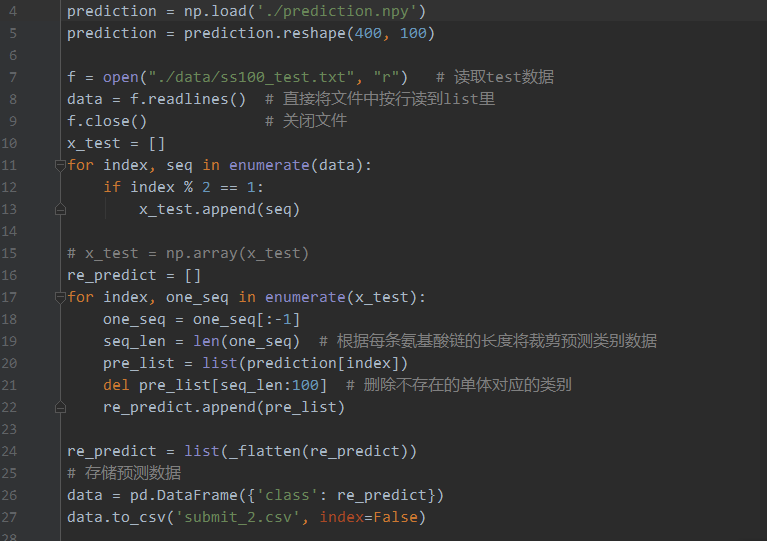 4 prediction = np.load('./prediction.npy')
5 prediction = prediction.reshape(400, 100)
6
7 f = open("./data/ss100_test.txt", "r")   # 读取test数据
8 data = f.readlines()  # 直接将文件中按行读到list里
9 f.close()             # 关闭文件
10 x_test = []
11 for index, seq in enumerate(data):
12     if index % 2 == 1:
13         x_test.append(seq)
14
15 # x_test = np.array(x_test)
16 re_predict = []
17 for index, one_seq in enumerate(x_test):
18     one_seq = one_seq[:-1]
19     seq_len = len(one_seq)  # 根据每条氨基酸链的长度将裁剪预测类别数据
20     pre_list = list(prediction[index])
21     del pre_list[seq_len:100]  # 删除不存在的单体对应的类别
22     re_predict.append(pre_list)
23
24 re_predict = list(_flatten(re_predict))
25 # 存储预测数据
26 data = pd.DataFrame({'class': re_predict})
27 data.to_csv('submit_2.csv', index=False)
28